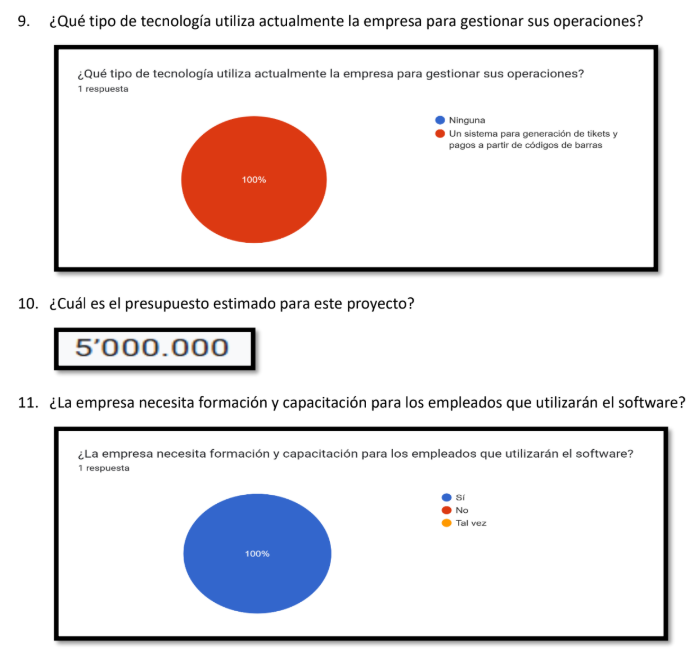 9. ¿Qué tipo de tecnología utiliza actualmente la empresa para gestionar sus operaciones?
¿Qué tipo de tecnología utiliza actualmente la empresa para gestionar sus operaciones?
1 respuesta
Ninguna
Un sistema para generación de tikets y
pagos a partir de códigos de barras
100%
10. ¿Cuál es el presupuesto estimado para este proyecto?
5'000.000
11. ¿La empresa necesita formación y capacitación para los empleados que utilizarán el software?
¿La empresa necesita formación y capacitación para los empleados que utilizarán el software?
1 respuesta
Sí
No
Tal vez
100%